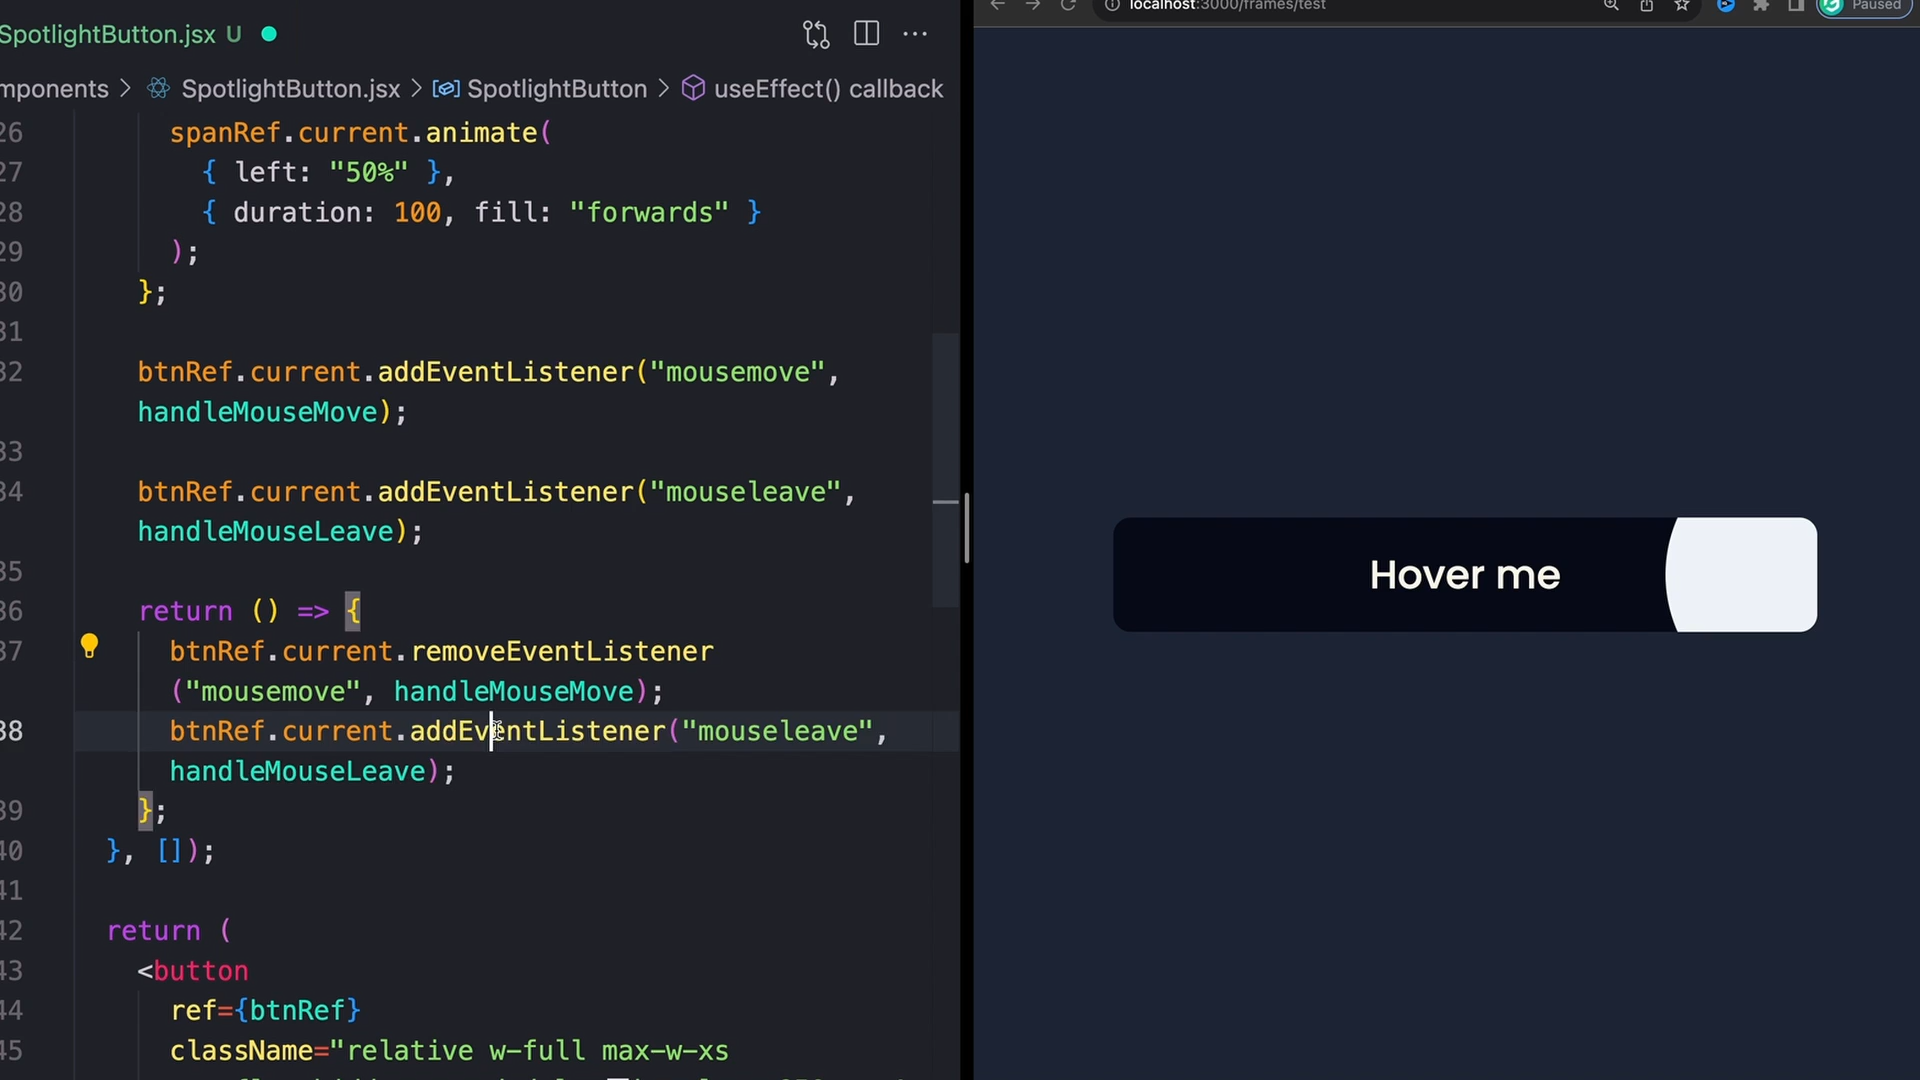 SpotlightButton.jsx U
mponents > SpotlightButton.jsx > SpotlightButton > useEffect() callback
26 spanRef.current.animate(
27 { left: "50%" },
28 { duration: 100, fill: "forwards" }
29 );
30 };
31
32 btnRef.current.addEventListener("mousemove",
handleMouseMove);
33
34 btnRef.current.addEventListener("mouseleave",
handleMouseLeave);
35
36 return () => {
37 btnRef.current.removeEventListener
("mousemove", handleMouseMove);
38 btnRef.current.addEventListener("mouseleave",
handleMouseLeave);
39 };
40 }, []);
41
42 return (
43 <button
44 ref={btnRef}
45 className="relative w-full max-w-xs
localhost:3000/frames/test
Paused
Hover me